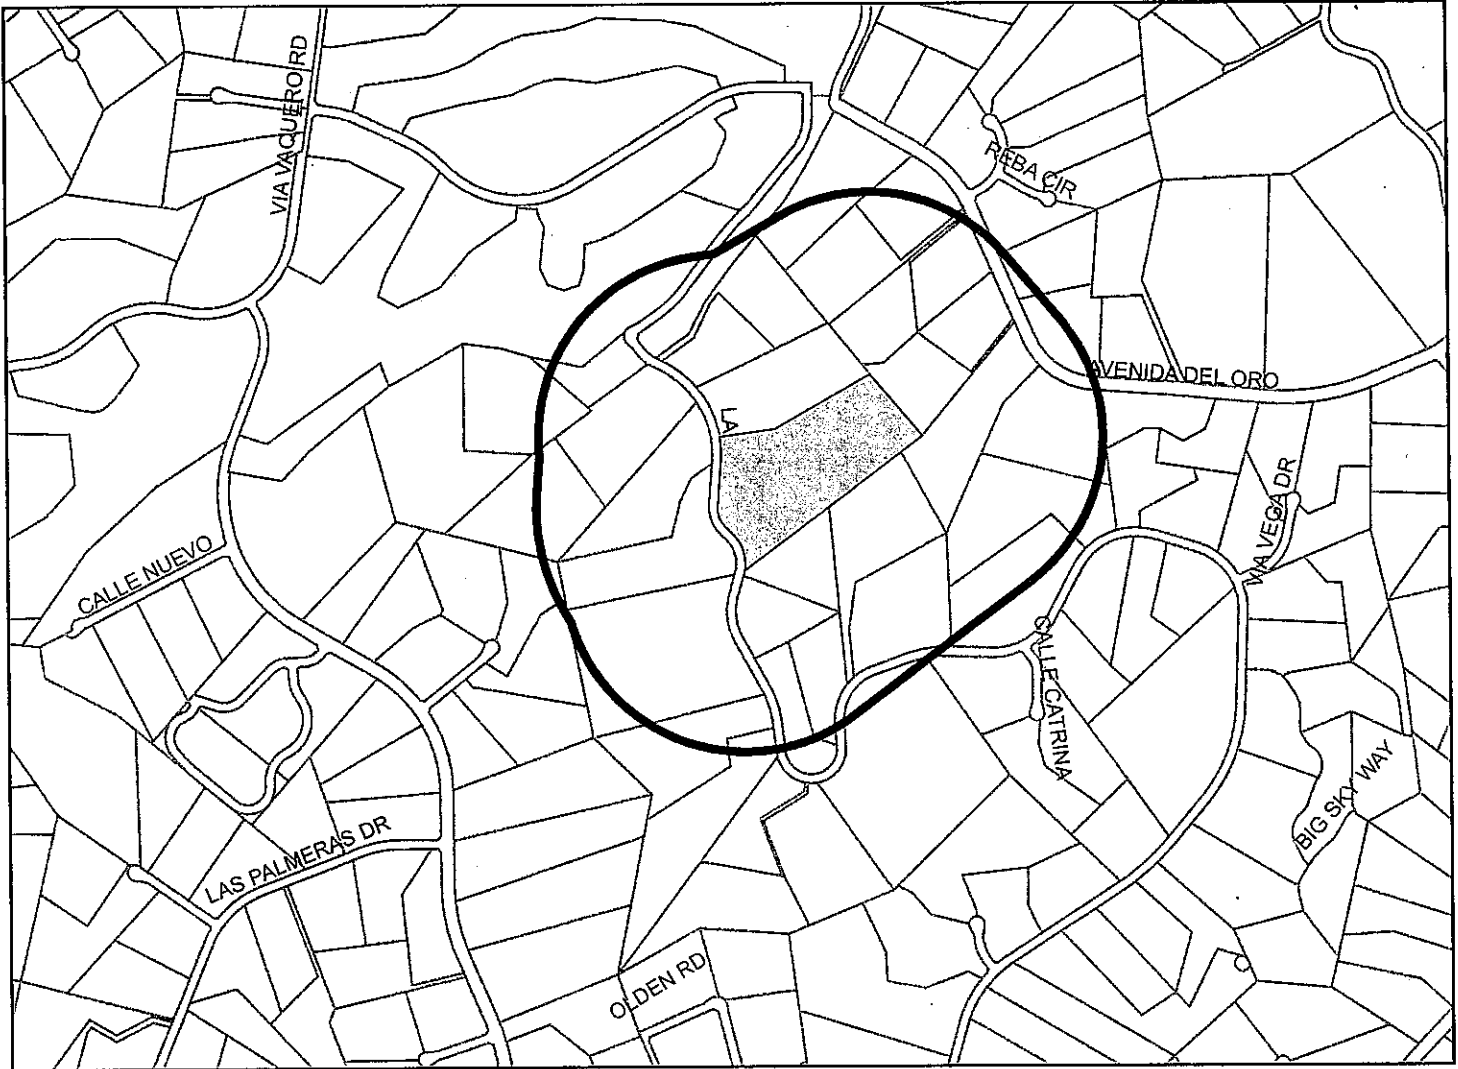 VIA VAQUERO RD
REBA CIR
AVENIDA DEL ORO
LA
VIA VEGA DR
CALLE NUEVO
CALLE CATRINA
BIG SKY WAY
LAS PALMERAS DR
OLDEN RD